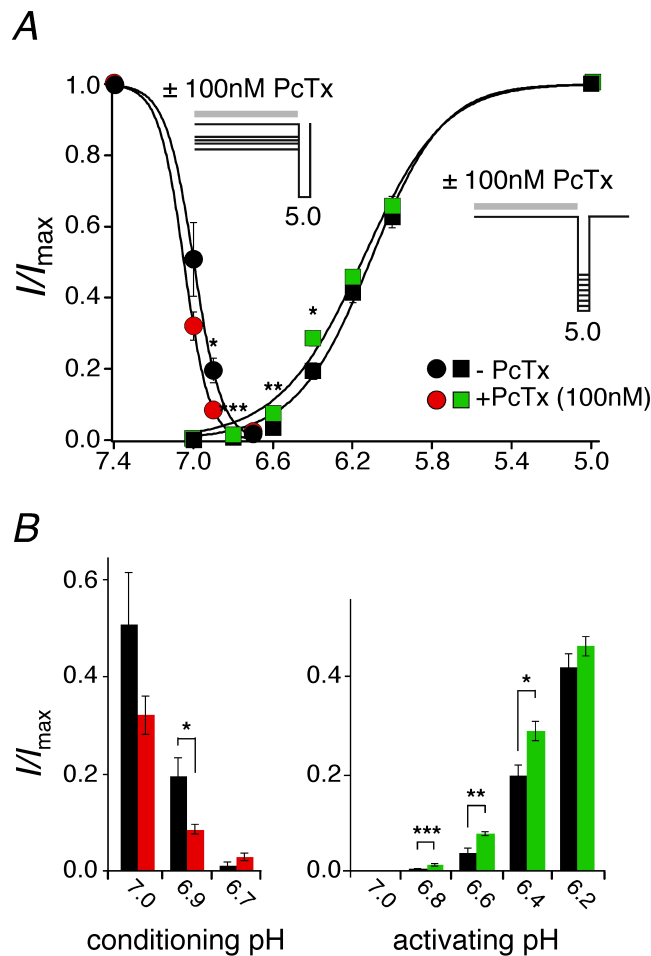 A
± 100nM PcTx
5.0
± 100nM PcTx
5.0
I/Imax
1.0
0.8
0.6
0.4
0.2
0.0
*
***
**
*
- PcTx
+PcTx (100nM)
7.4 7.0 6.6 6.2 5.8 5.4 5.0
B
I/Imax
0.6
0.4
0.2
0.0
*
7.0 6.9 6.7
conditioning pH
0.4
0.2
0.0
***
**
*
7.0 6.8 6.6 6.4 6.2
activating pH